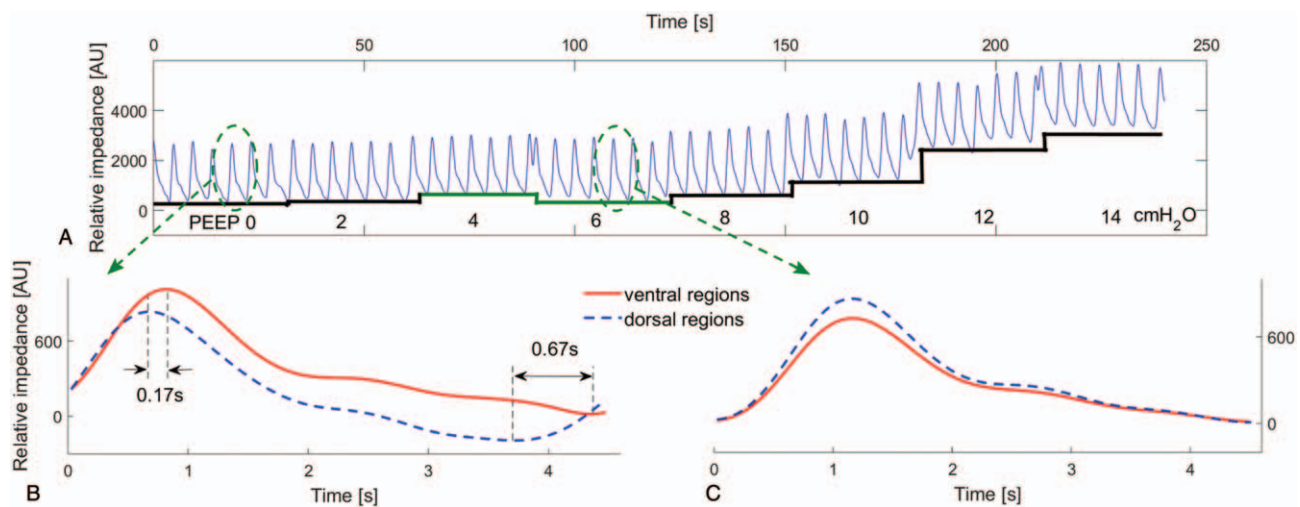 Time [s]
0 50 100 150 200 250
Relative impedance [AU]
4000
2000
0
PEEP 0 2 4 6 8 10 12 14 cmH₂O
A
Relative impedance [AU]
600
0
0.17s
0.67s
0 1 2 3 4
Time [s]
B
ventral regions
dorsal regions
600
0
0 1 2 3 4
Time [s]
C